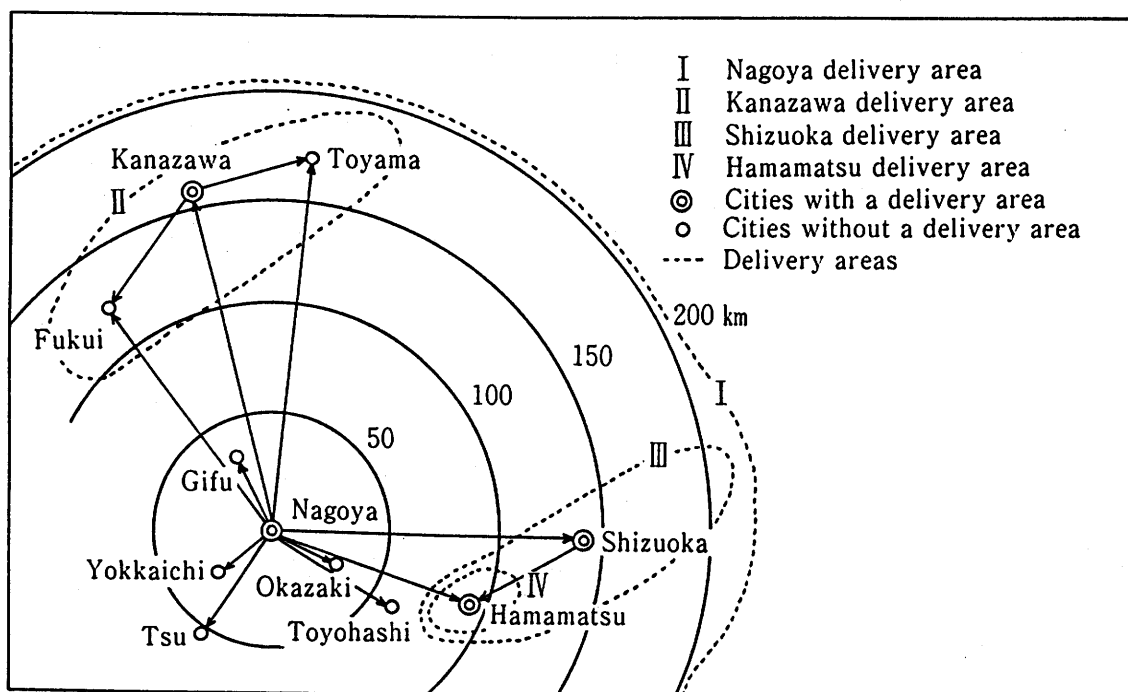 Ⅰ Nagoya delivery area
Ⅱ Kanazawa delivery area
Ⅲ Shizuoka delivery area
Ⅳ Hamamatsu delivery area
◎ Cities with a delivery area
○ Cities without a delivery area
---- Delivery areas
Kanazawa
Toyama
Ⅱ
Fukui
200 km
150
Ⅰ
100
50
Ⅲ
Gifu
Nagoya
Shizuoka
Yokkaichi
Okazaki
Ⅳ
Hamamatsu
Tsu
Toyohashi